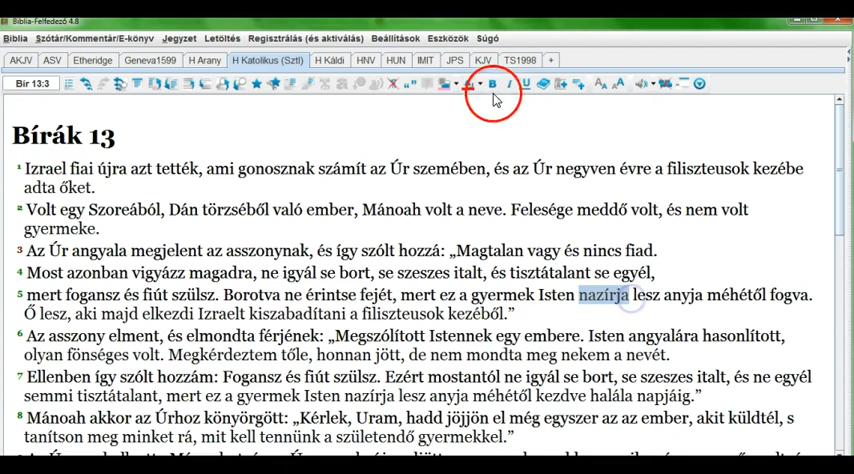 Biblia-Felfedező 4.8
Biblia Szótár/Kommentár/E-könyv Jegyzet Letöltés Regisztrálás (és aktiválás) Beállítások Eszközök Súgó
AKJV ASV Etheridge Geneva1599 H Arany H Katolikus (Sztl) H Káldi HNV HUN IMIT JPS KJV TS1998 +
Bír 13:3
B I U
Bírák 13
1 Izrael fiai újra azt tették, ami gonosznak számít az Úr szemében, és az Úr negyven évre a filiszteusok kezébe
adta őket.
2 Volt egy Szoreából, Dán törzséből való ember, Mánoah volt a neve. Felesége meddő volt, és nem volt
gyermeke.
3 Az Úr angyala megjelent az asszonynak, és így szólt hozzá: „Magtalan vagy és nincs fiad.
4 Most azonban vigyázz magadra, ne igyál se bort, se szeszes italt, és tisztátalant se egyél,
5 mert fogansz és fiút szülsz. Borotva ne érintse fejét, mert ez a gyermek Isten nazírja lesz anyja méhétől fogva.
Ő lesz, aki majd elkezdi Izraelt kiszabadítani a filiszteusok kezéből.”
6 Az asszony elment, és elmondta férjének: „Megszólított Istennek egy embere. Isten angyalára hasonlított,
olyan fönséges volt. Megkérdeztem tőle, honnan jött, de nem mondta meg nekem a nevét.
7 Ellenben így szólt hozzám: Fogansz és fiút szülsz. Ezért mostantól ne igyál se bort, se szeszes italt, és ne egyél
semmi tisztátalant, mert ez a gyermek Isten nazírja lesz anyja méhétől kezdve halála napjáig.”
8 Mánoah akkor az Úrhoz könyörgött: „Kérlek, Uram, hadd jöjjön el még egyszer az az ember, akit küldtél, s
tanítson meg minket rá, mit kell tennünk a születendő gyermekkel.”